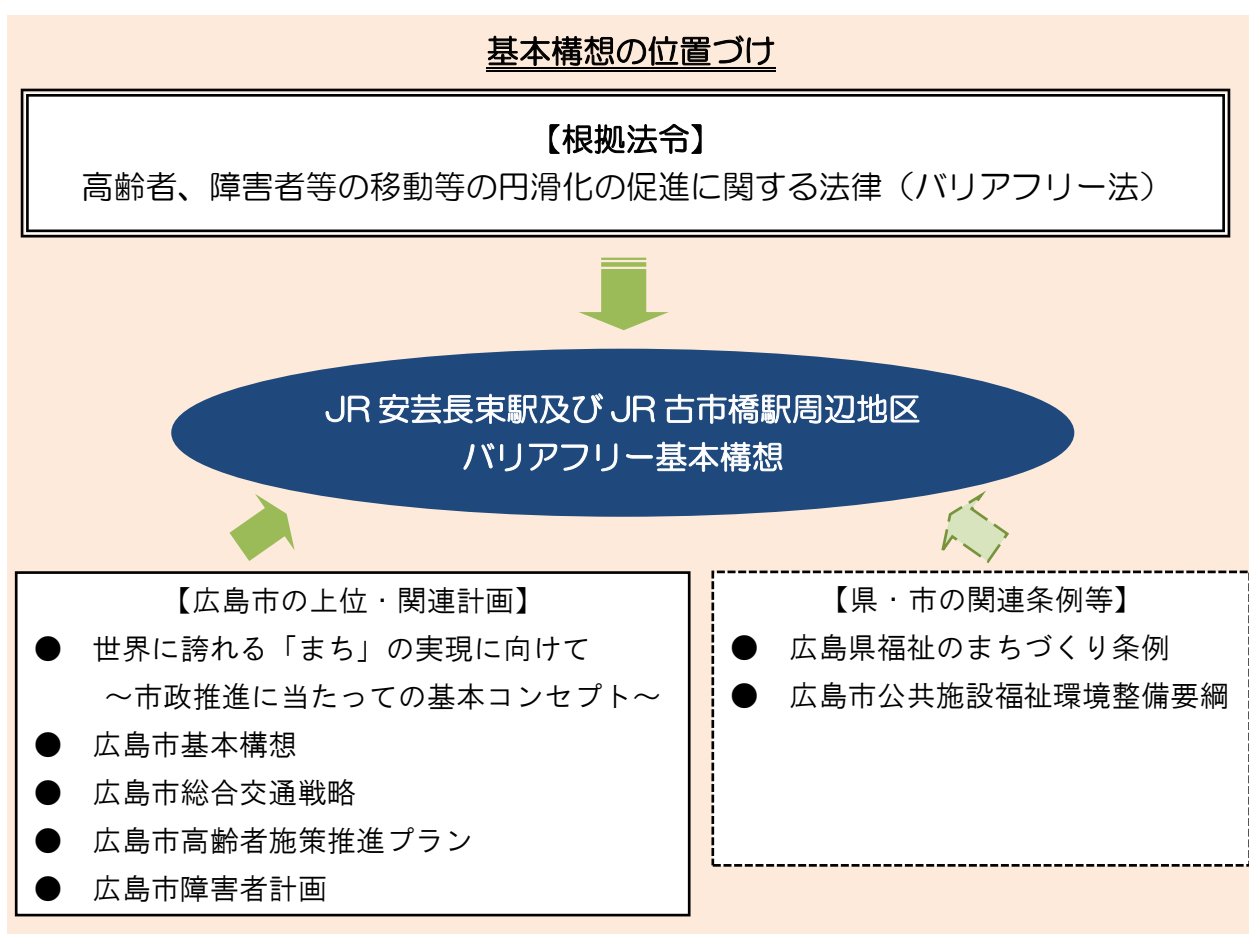 基本構想の位置づけ
【根拠法令】
高齢者、障害者等の移動等の円滑化の促進に関する法律（バリアフリー法）
JR 安芸長束駅及び JR 古市橋駅周辺地区
バリアフリー基本構想
【広島市の上位・関連計画】
● 世界に誇れる「まち」の実現に向けて
～市政推進に当たっての基本コンセプト～
● 広島市基本構想
● 広島市総合交通戦略
● 広島市高齢者施策推進プラン
● 広島市障害者計画
【県・市の関連条例等】
● 広島県福祉のまちづくり条例
● 広島市公共施設福祉環境整備要綱